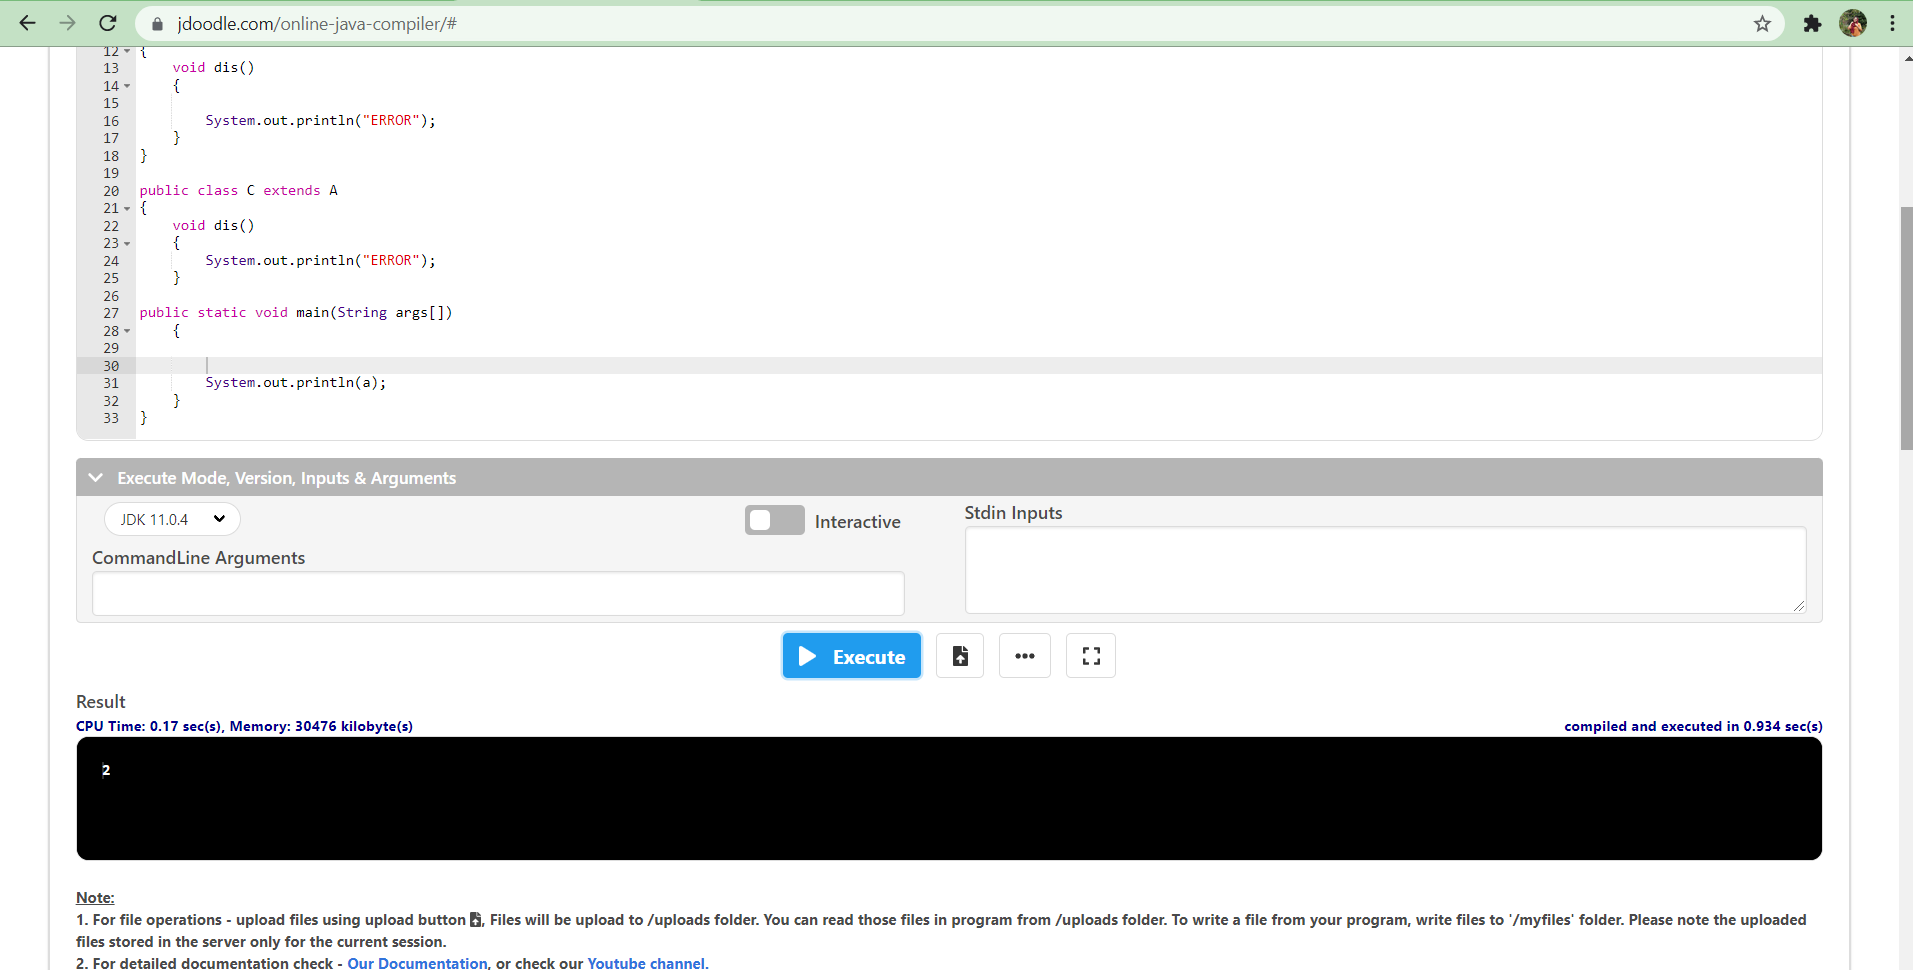 jdoodle.com/online-java-compiler/#
12 {
13 void dis()
14 {
15
16 System.out.println("ERROR");
17 }
18 }
19
20 public class C extends A
21 {
22 void dis()
23 {
24 System.out.println("ERROR");
25 }
26
27 public static void main(String args[])
28 {
29
30
31 System.out.println(a);
32 }
33 }
Execute Mode, Version, Inputs & Arguments
JDK 11.0.4
Interactive
Stdin Inputs
CommandLine Arguments
Execute
Result
CPU Time: 0.17 sec(s), Memory: 30476 kilobyte(s)
compiled and executed in 0.934 sec(s)
2
Note:
1. For file operations - upload files using upload button , Files will be upload to /uploads folder. You can read those files in program from /uploads folder. To write a file from your program, write files to '/myfiles' folder. Please note the uploaded
files stored in the server only for the current session.
2. For detailed documentation check - Our Documentation, or check our Youtube channel.